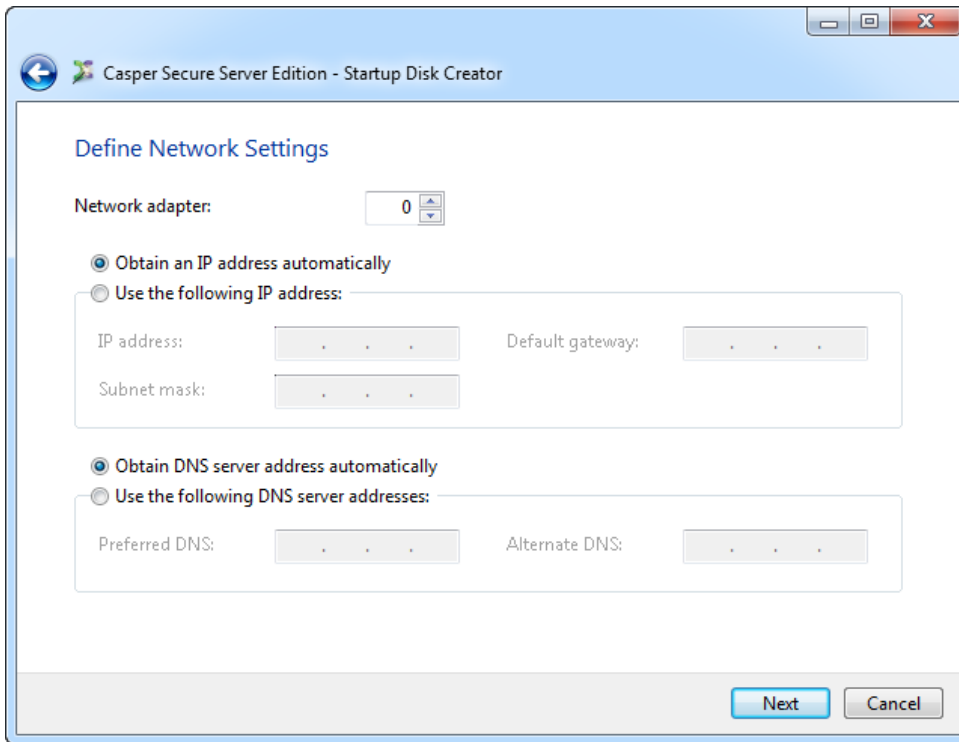 Casper Secure Server Edition - Startup Disk Creator
Define Network Settings
Network adapter: 0
Obtain an IP address automatically
Use the following IP address:
IP address: . . . Default gateway: . . .
Subnet mask: . . .
Obtain DNS server address automatically
Use the following DNS server addresses:
Preferred DNS: . . . Alternate DNS: . . .
Next Cancel